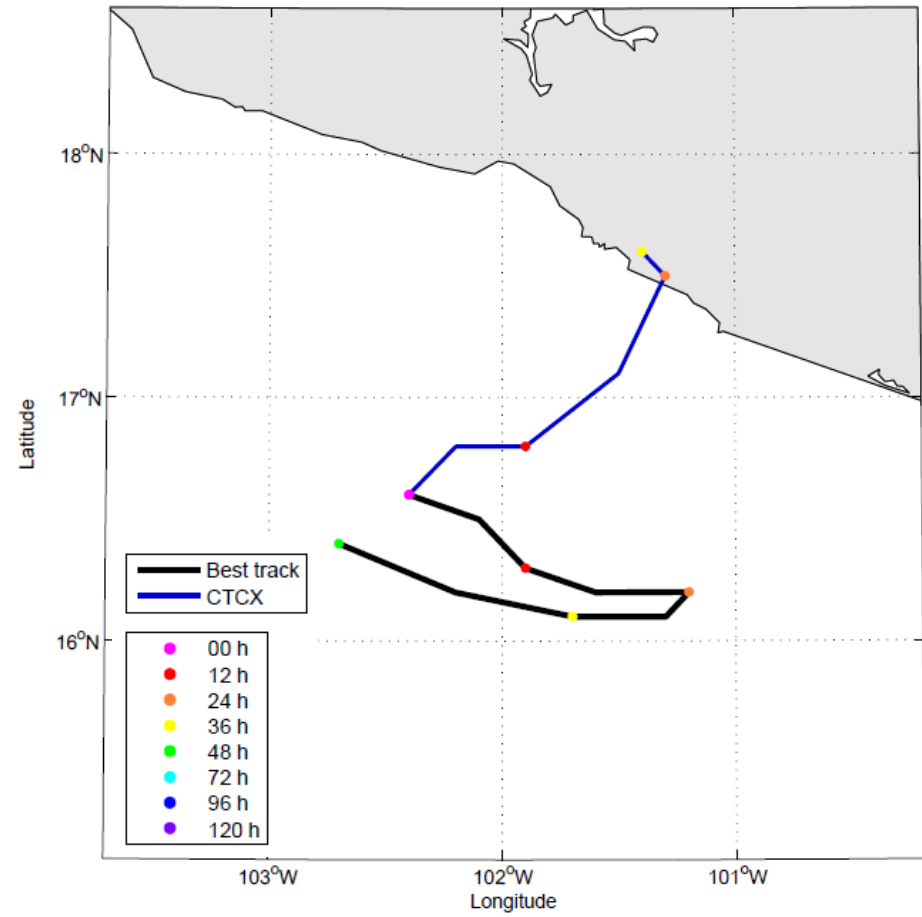 18°N
17°N
16°N
Latitude
Best track
CTCX
00 h
12 h
24 h
36 h
48 h
72 h
96 h
120 h
103°W
102°W
101°W
Longitude